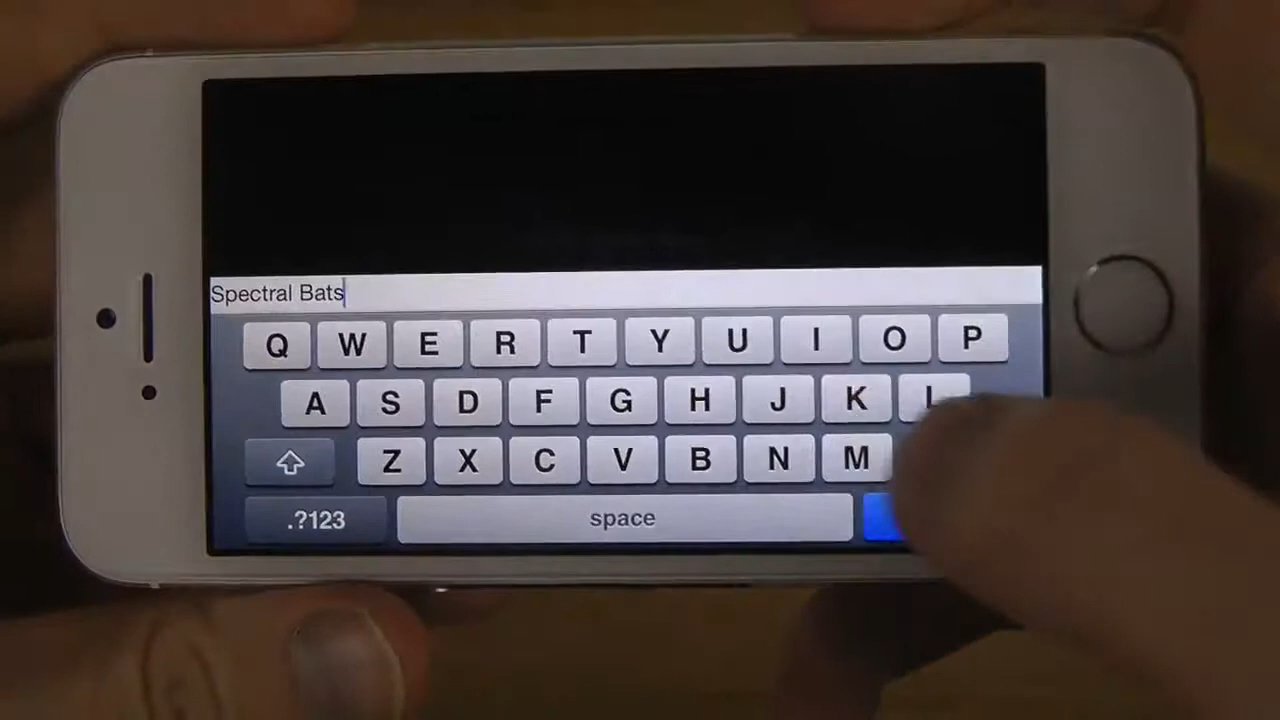 Spectral Bats
Q W E R T Y U I O P
A S D F G H J K L
Z X C V B N M
.?123 space